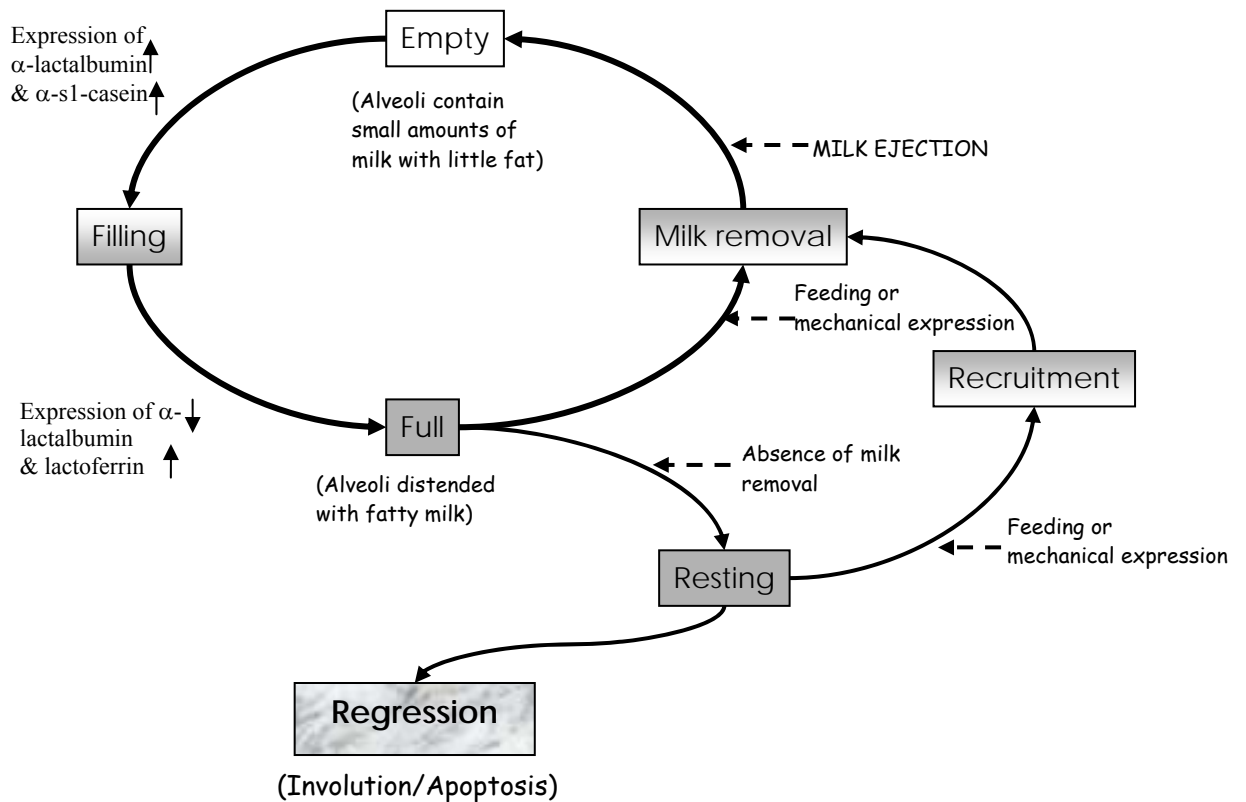 Empty
Expression of
α-lactalbumin
& α-s1-casein
(Alveoli contain
small amounts of
milk with little fat)
MILK EJECTION
Filling
Milk removal
Feeding or
mechanical expression
Recruitment
Expression of α-
lactalbumin
& lactoferrin
Full
(Alveoli distended
with fatty milk)
Absence of milk
removal
Feeding or
mechanical expression
Resting
Regression
(Involution/Apoptosis)